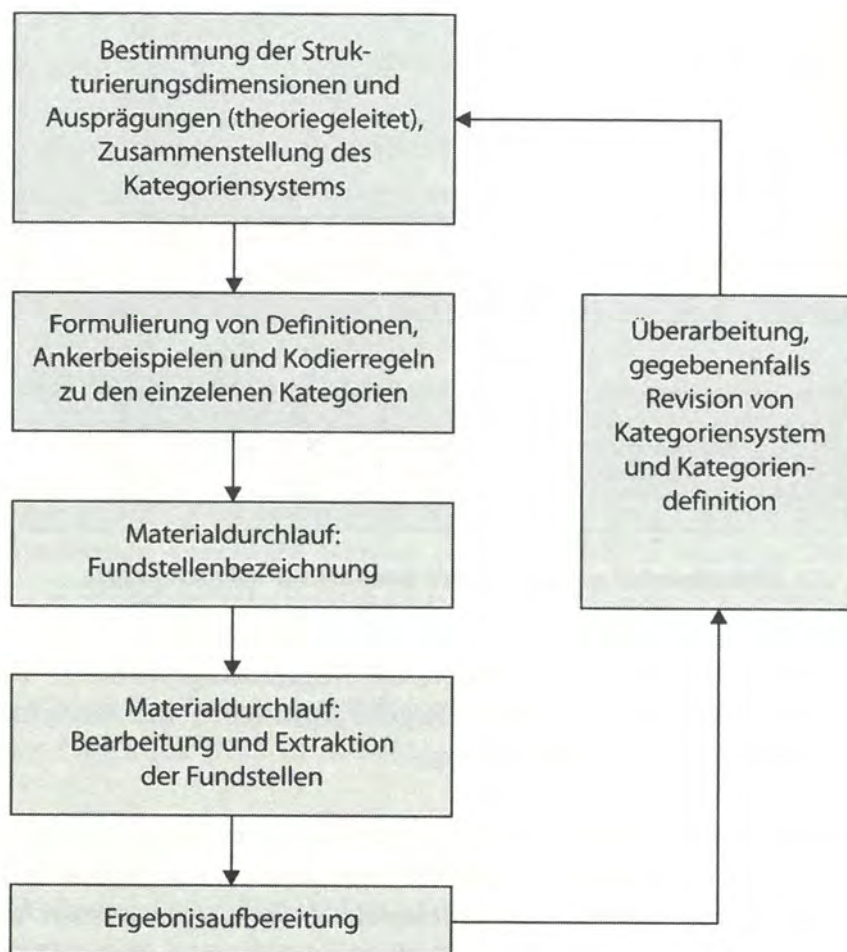 Bestimmung der Struk-
turierungsdimensionen und
Ausprägungen (theoriegeleitet),
Zusammenstellung des
Kategoriensystems
Formulierung von Definitionen,
Ankerbeispielen und Kodierregeln
zu den einzelenen Kategorien
Materialdurchlauf:
Fundstellenbezeichnung
Materialdurchlauf:
Bearbeitung und Extraktion
der Fundstellen
Ergebnisaufbereitung
Überarbeitung,
gegebenenfalls
Revision von
Kategoriensystem
und Kategorien-
definition